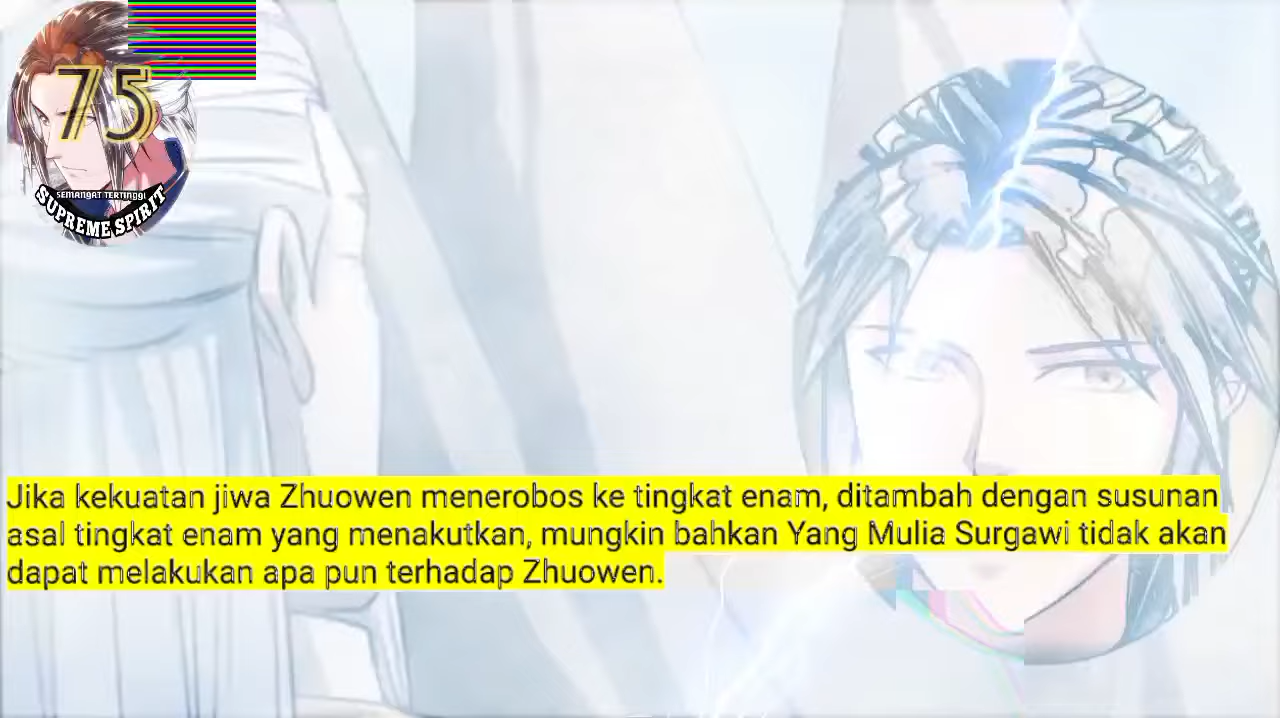 75
SEMANGAT TERTINGGI
SUPREME SPIRIT
Jika kekuatan jiwa Zhuowen menerobos ke tingkat enam, ditambah dengan susunan
asal tingkat enam yang menakutkan, mungkin bahkan Yang Mulia Surgawi tidak akan
dapat melakukan apa pun terhadap Zhuowen.